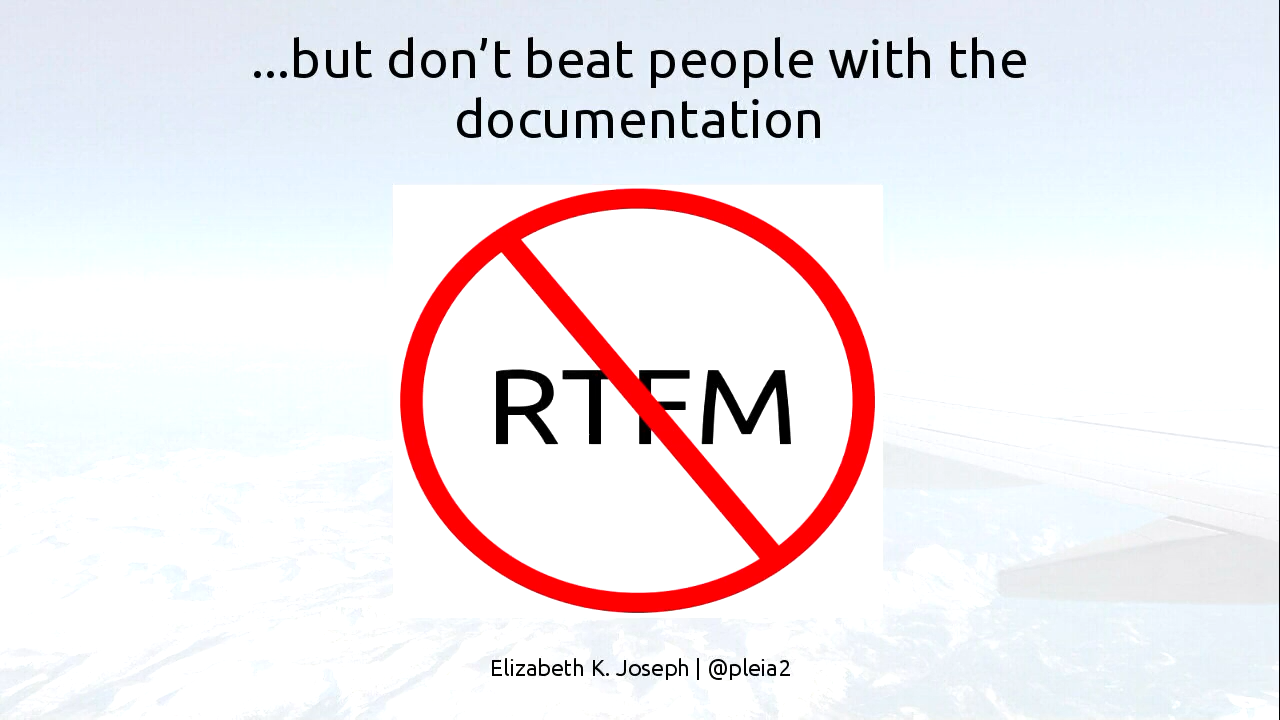 ...but don’t beat people with the
documentation
RTFM
Elizabeth K. Joseph | @pleia2